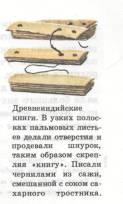 Древнеиндийские
книги. В узких полос-
ках пальмовых листь-
ев делали отверстия и
продевали шнурок,
таким образом скреп-
ляя «книгу». Писали
чернилами из сажи,
смешанной с соком са-
харного тростника.